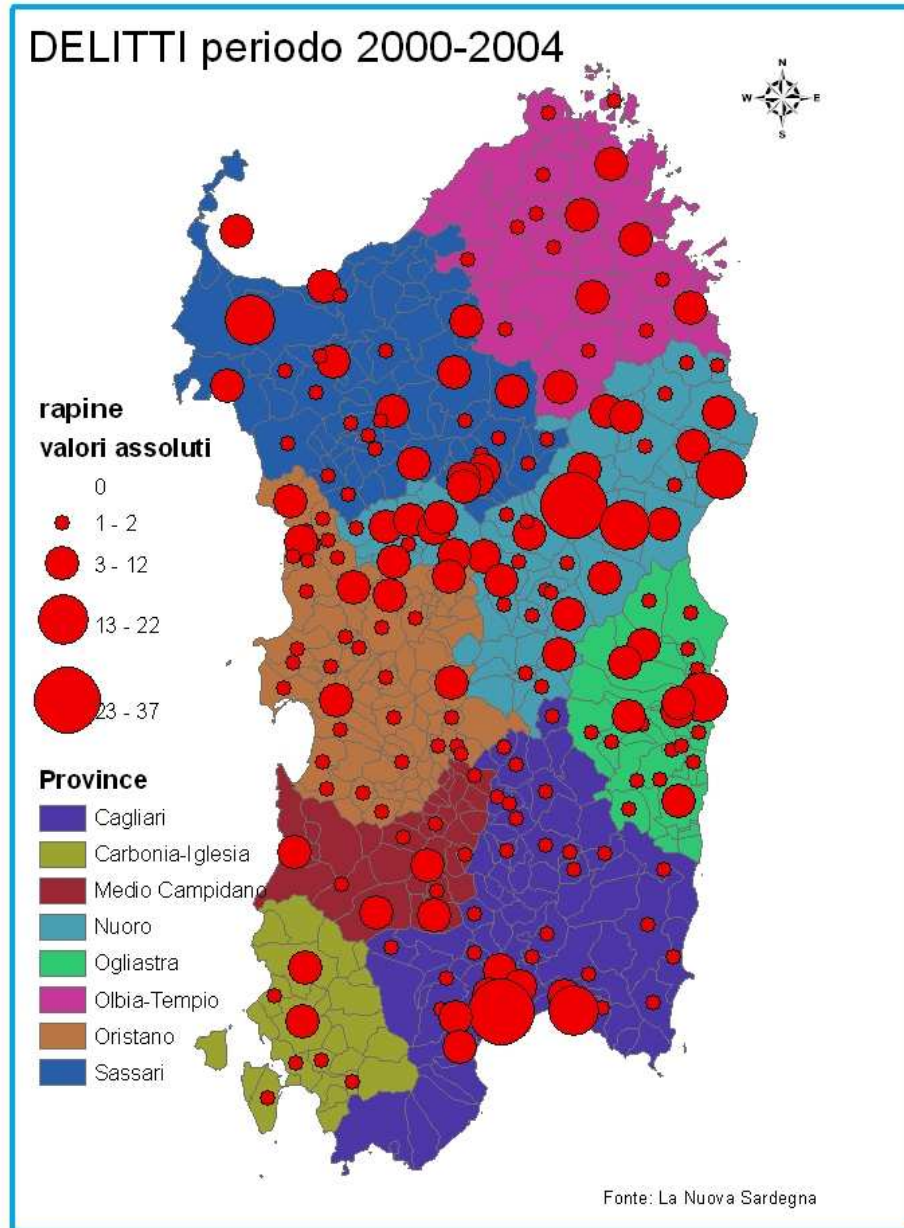 DELITTI periodo 2000-2004
N
W E
S
rapine
valori assoluti
0
1 - 2
3 - 12
13 - 22
23 - 37
Province
Cagliari
Carbonia-Iglesia
Medio Campidano
Nuoro
Ogliastra
Olbia-Tempio
Oristano
Sassari
Fonte: La Nuova Sardegna